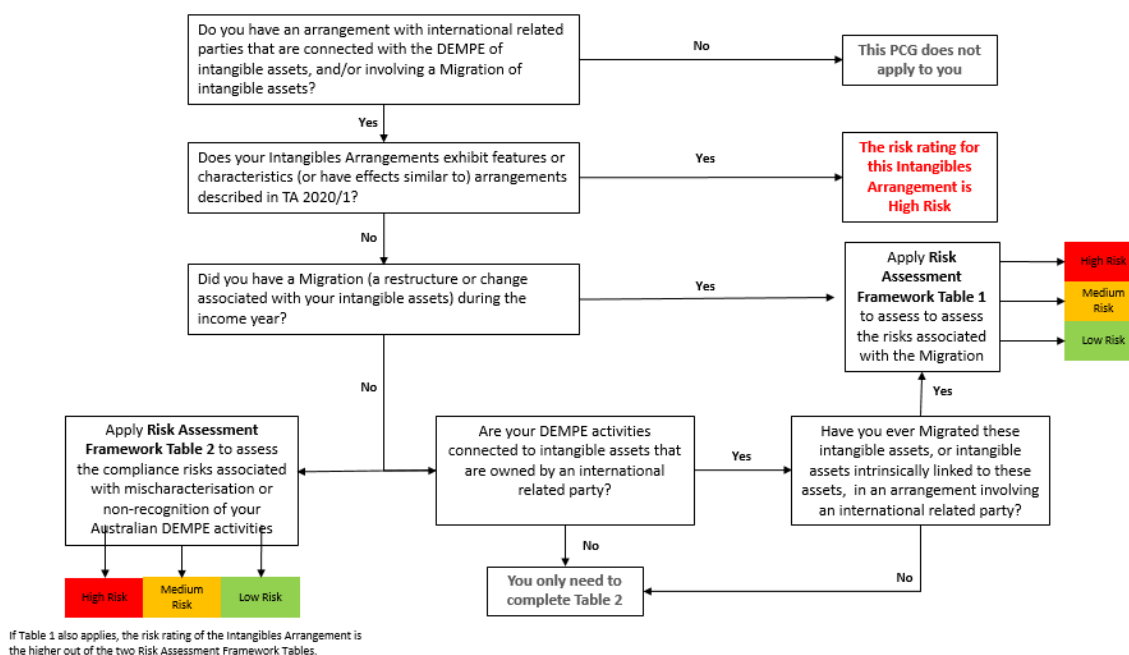 Do you have an arrangement with international related
parties that are connected with the DEMPE of
intangible assets, and/or involving a Migration of
intangible assets?
No
This PCG does not
apply to you
Yes
Does your Intangibles Arrangements exhibit features or
characteristics (or have effects similar to) arrangements
described in TA 2020/1?
Yes
The risk rating for
this Intangibles
Arrangement is
High Risk
No
Did you have a Migration (a restructure or change
associated with your intangible assets) during the
income year?
Yes
Apply Risk
Assessment
Framework Table 1
to assess to assess
the risks associated
with the Migration
High Risk
Medium
Risk
Low Risk
No
Yes
Apply Risk Assessment
Framework Table 2 to assess
the compliance risks associated
with mischaracterisation or
non-recognition of your
Australian DEMPE activities
Are your DEMPE activities
connected to intangible assets that
are owned by an international
related party?
Yes
Have you ever Migrated these
intangible assets, or intangible
assets intrinsically linked to these
assets, in an arrangement involving
an international related party?
No
No
You only need to
complete Table 2
High Risk
Medium
Risk
Low Risk
If Table 1 also applies, the risk rating of the Intangibles Arrangement is
the higher out of the two Risk Assessment Framework Tables.